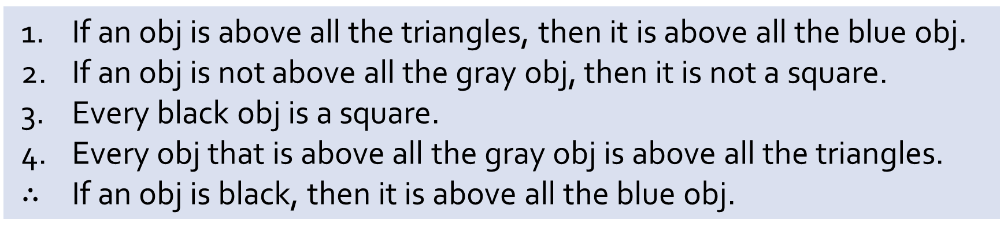 1. If an obj is above all the triangles, then it is above all the blue obj.
2. If an obj is not above all the gray obj, then it is not a square.
3. Every black obj is a square.
4. Every obj that is above all the gray obj is above all the triangles.
∴ If an obj is black, then it is above all the blue obj.